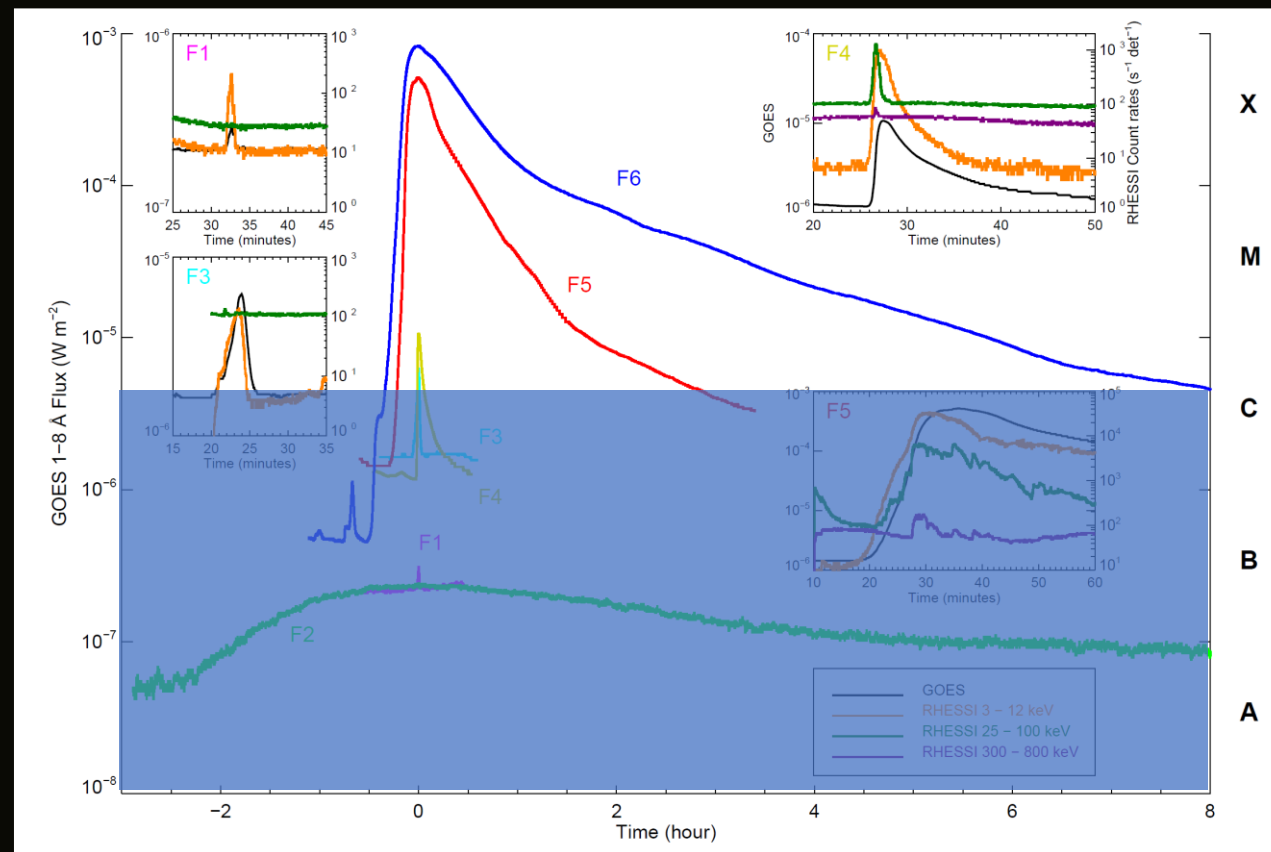 10⁻³
10⁻⁴
10⁻⁵
10⁻⁶
10⁻⁷
10⁻⁸
GOES 1–8 Å Flux (W m⁻²)
−2
0
2
4
6
8
Time (hour)
X
M
C
B
A
F6
F5
F3
F4
F1
F2
F1
10⁻⁶
10⁻⁷
10³
10²
10¹
10⁰
25
30
35
40
45
Time (minutes)
F3
10⁻⁵
10⁻⁶
10³
10²
10¹
10⁰
15
20
25
30
35
Time (minutes)
F4
GOES
10⁻⁴
10⁻⁵
10⁻⁶
10³
10²
10¹
10⁰
RHESSI Count rates (s⁻¹ det⁻¹)
20
30
40
50
Time (minutes)
F5
10⁻³
10⁻⁴
10⁻⁵
10⁻⁶
10⁴
10³
10²
10¹
10
20
30
40
50
60
Time (minutes)
GOES
RHESSI 3 – 12 keV
RHESSI 25 – 100 keV
RHESSI 300 – 800 keV